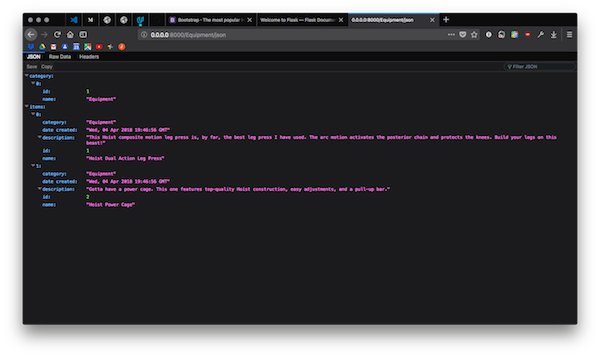 Bootstrap · The most popular
Welcome to Flask — Flask Docume
0.0.0.0:8000/Equipment/json
0.0.0.0:8000/Equipment/json
JSON Raw Data Headers
Save Copy Filter JSON
category:
0:
id: 1
name: "Equipment"
items:
0:
category: "Equipment"
date created: "Wed, 04 Apr 2018 19:46:56 GMT"
description: "This Hoist composite motion leg press is, by far, the best leg press I have used. The arc motion activates the posterior chain and protects the knees. Build your legs on this
beast!"
id: 1
name: "Hoist Dual Action Leg Press"
1:
category: "Equipment"
date created: "Wed, 04 Apr 2018 19:46:56 GMT"
description: "Gotta have a power cage. This one features top-quality Hoist construction, easy adjustments, and a pull-up bar."
id: 2
name: "Hoist Power Cage"